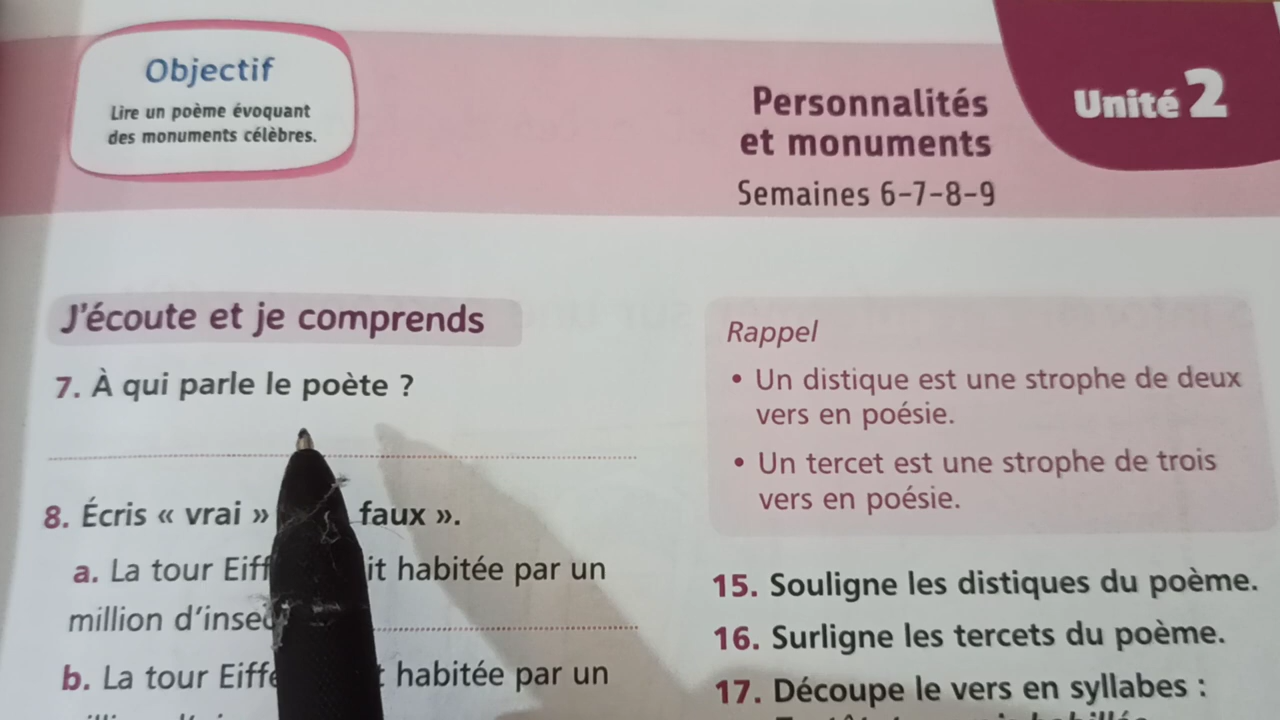 Objectif
Lire un poème évoquant
des monuments célèbres.
Personnalités
et monuments
Semaines 6-7-8-9
Unité 2
J'écoute et je comprends
7. À qui parle le poète ?
8. Écris « vrai » faux ».
a. La tour habitée par un
million
b. La tour habitée par un
Rappel
• Un distique est une strophe de deux
vers en poésie.
• Un tercet est une strophe de trois
vers en poésie.
15. Souligne les distiques du poème.
16. Surligne les tercets du poème.
17. Découpe le vers en syllabes :